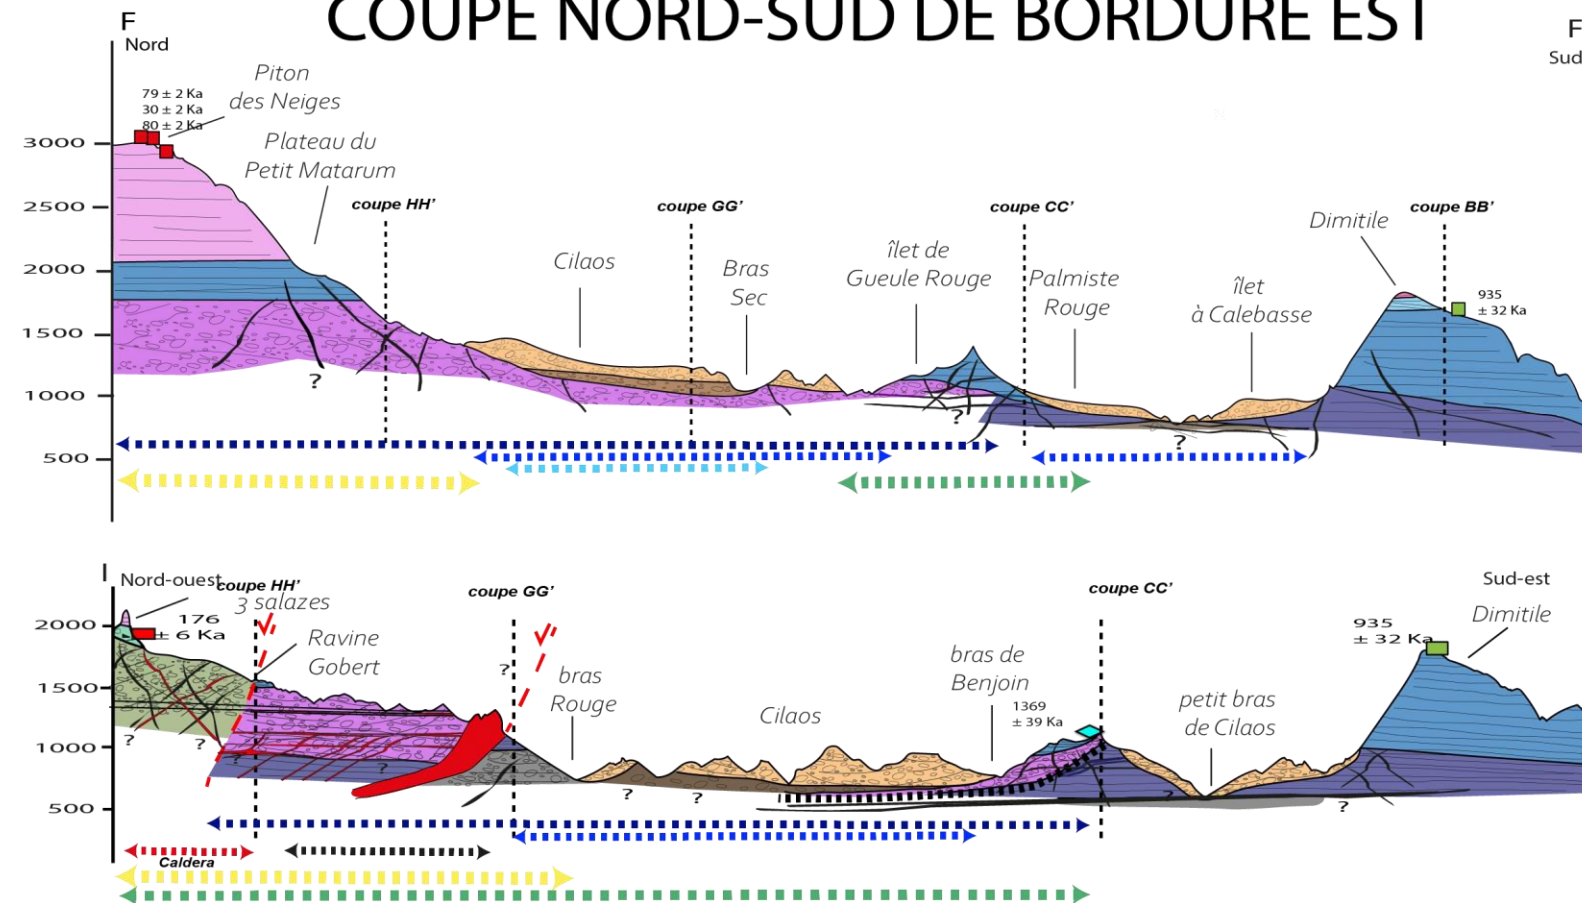 COUPE NORD-SUD DE BORDURE EST
F
Nord
F
Sud
79 ± 2 Ka
30 ± 2 Ka
80 ± 2 Ka
Piton
des Neiges
Plateau du
Petit Matarum
coupe HH'
coupe GG'
coupe CC'
coupe BB'
Cilaos
Bras
Sec
îlet de
Gueule Rouge
Palmiste
Rouge
îlet
à Calebasse
Dimitile
935
± 32 Ka
3000
2500
2000
1500
1000
500
?
?
?
I
Nord-ouest
coupe HH'
3 salazes
176
± 6 Ka
Ravine
Gobert
coupe GG'
?
bras
Rouge
Cilaos
bras de
Benjoin
1369
± 39 Ka
coupe CC'
petit bras
de Cilaos
935
± 32 Ka
Sud-est
Dimitile
2000
1500
1000
500
?
?
?
?
?
?
?
?
Caldera